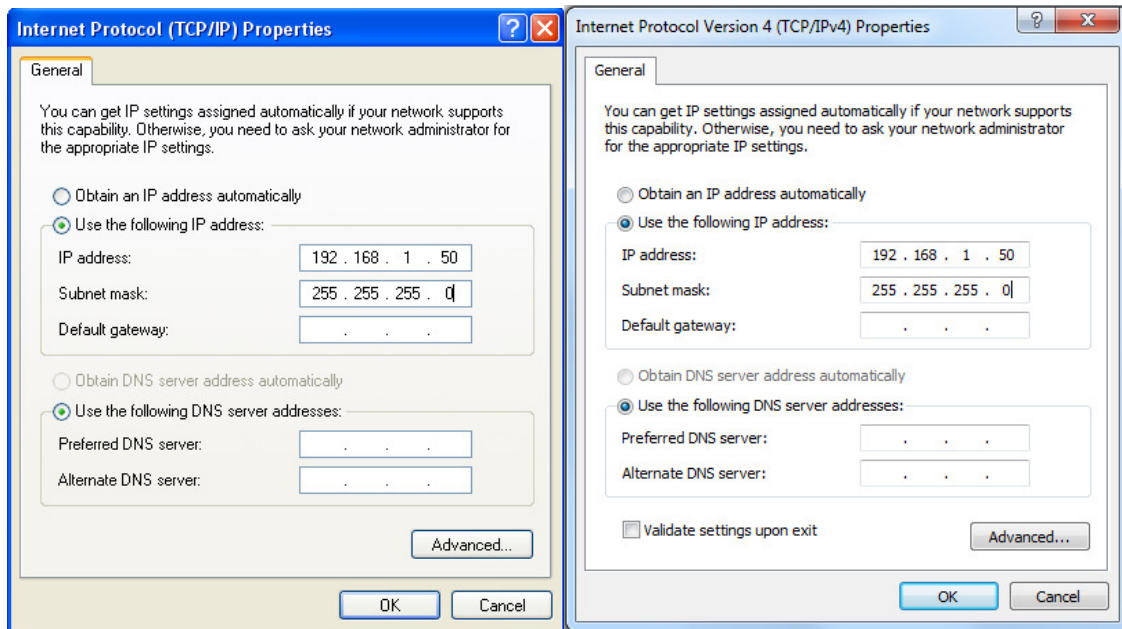 Internet Protocol (TCP/IP) Properties
General
You can get IP settings assigned automatically if your network supports
this capability. Otherwise, you need to ask your network administrator for
the appropriate IP settings.
Obtain an IP address automatically
Use the following IP address:
IP address: 192 . 168 . 1 . 50
Subnet mask: 255 . 255 . 255 . 0
Default gateway: . . .
Obtain DNS server address automatically
Use the following DNS server addresses:
Preferred DNS server: . . .
Alternate DNS server: . . .
Advanced...
OK Cancel
Internet Protocol Version 4 (TCP/IPv4) Properties
General
You can get IP settings assigned automatically if your network supports
this capability. Otherwise, you need to ask your network administrator
for the appropriate IP settings.
Obtain an IP address automatically
Use the following IP address:
IP address: 192 . 168 . 1 . 50
Subnet mask: 255 . 255 . 255 . 0
Default gateway: . . .
Obtain DNS server address automatically
Use the following DNS server addresses:
Preferred DNS server: . . .
Alternate DNS server: . . .
Validate settings upon exit
Advanced...
OK Cancel